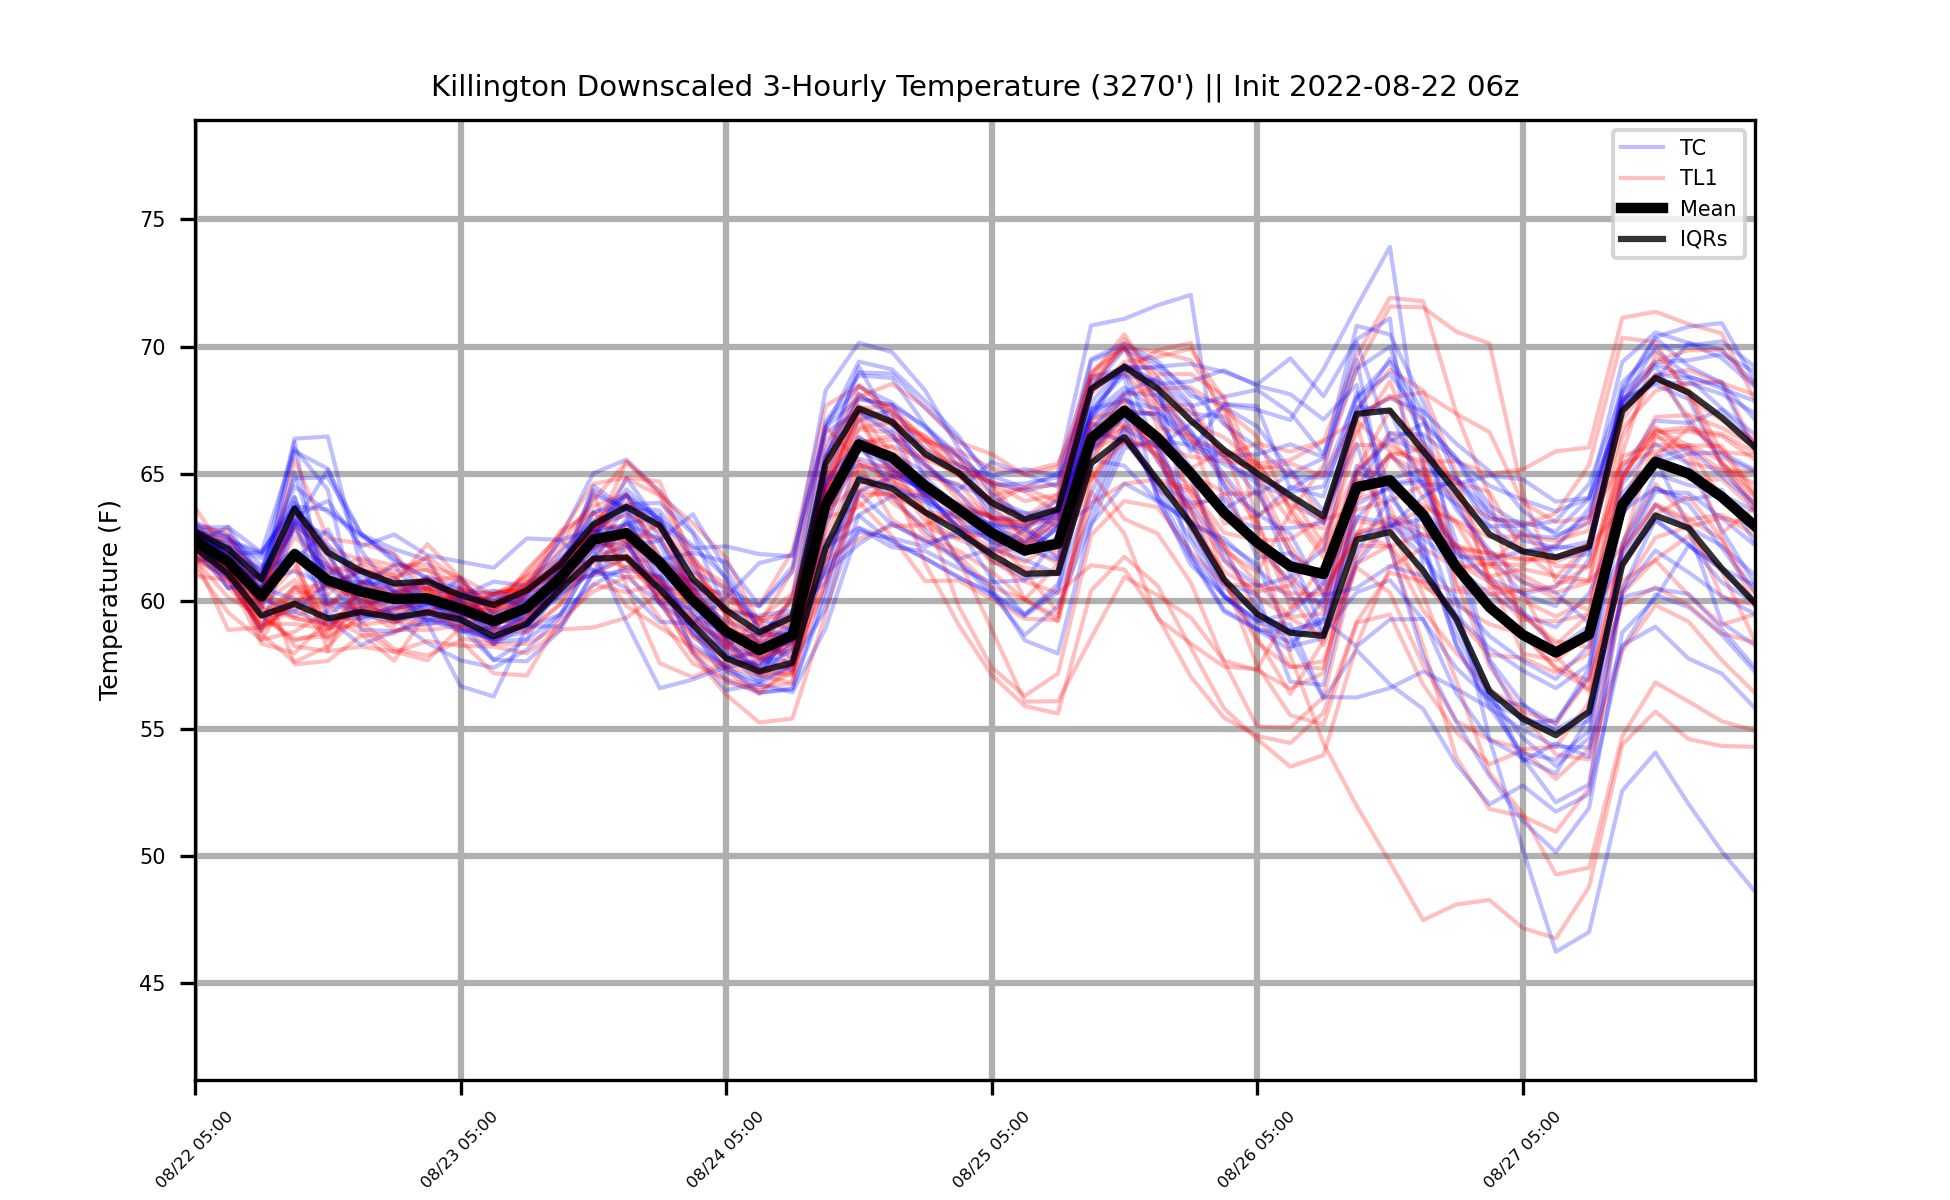 Killington Downscaled 3-Hourly Temperature (3270') || Init 2022-08-22 06z
TC
TL1
Mean
IQRs
Temperature (F)
75
70
65
60
55
50
45
08/22 05:00
08/23 05:00
08/24 05:00
08/25 05:00
08/26 05:00
08/27 05:00